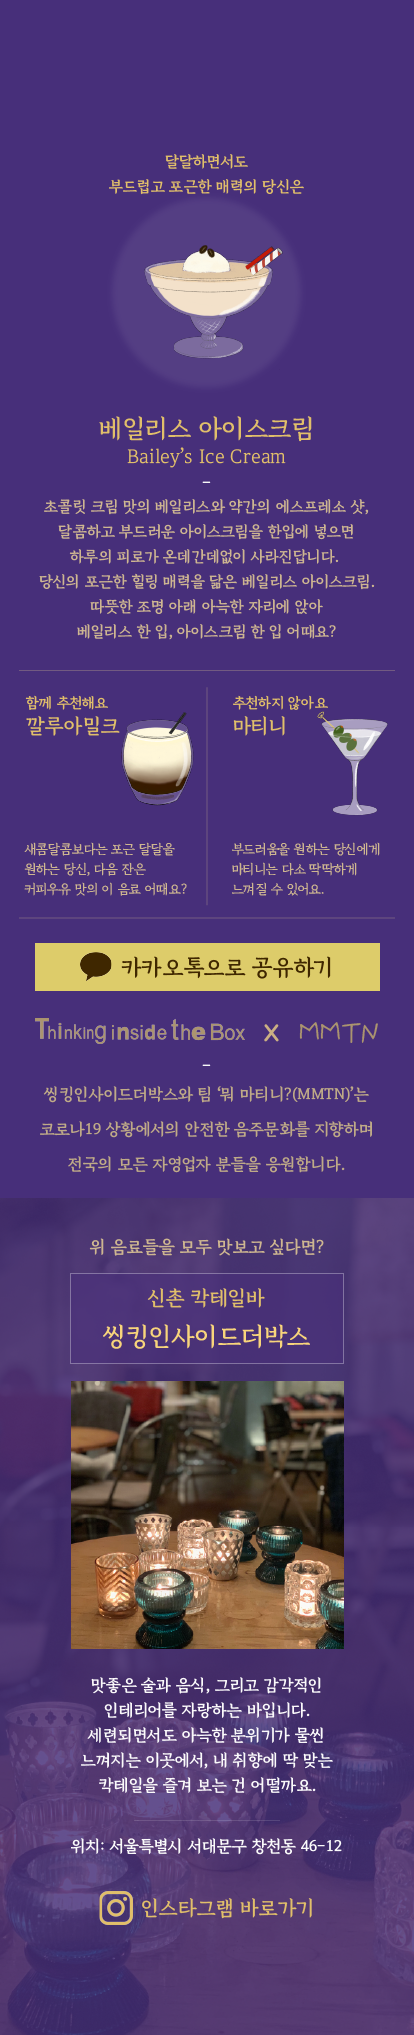 달달하면서도
부드럽고 포근한 매력의 당신은
베일리스 아이스크림
Bailey's Ice Cream
초콜릿 크림 맛의 베일리스와 약간의 에스프레소 샷,
달콤하고 부드러운 아이스크림을 한입에 넣으면
하루의 피로가 온데간데없이 사라진답니다.
당신의 포근한 힐링 매력을 닮은 베일리스 아이스크림.
따뜻한 조명 아래 아늑한 자리에 앉아
베일리스 한 입, 아이스크림 한 입 어때요?
함께 추천해요
깔루아밀크
새콤달콤보다는 포근 달달을
원하는 당신, 다음 잔은
커피우유 맛의 이 음료 어때요?
추천하지 않아요
마티니
부드러움을 원하는 당신에게
마티니는 다소 딱딱하게
느껴질 수 있어요.
카카오톡으로 공유하기
Thinking inside the Box X MMTN
씽킹인사이드더박스와 팀 '뭐 마티니?(MMTN)'는
코로나19 상황에서의 안전한 음주문화를 지향하며
전국의 모든 자영업자 분들을 응원합니다.
위 음료들을 모두 맛보고 싶다면?
신촌 칵테일바
씽킹인사이드더박스
맛좋은 술과 음식, 그리고 감각적인
인테리어를 자랑하는 바입니다.
세련되면서도 아늑한 분위기가 물씬
느껴지는 이곳에서, 내 취향에 딱 맞는
칵테일을 즐겨 보는 건 어떨까요.
위치: 서울특별시 서대문구 창천동 46-12
인스타그램 바로가기